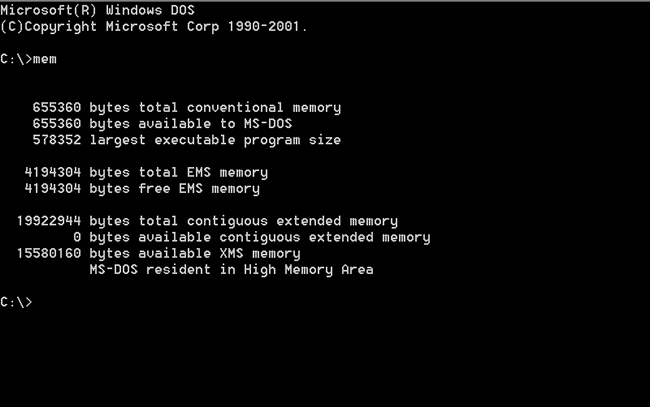 Microsoft(R) Windows DOS
(C)Copyright Microsoft Corp 1990-2001.
C:\>mem
655360 bytes total conventional memory
655360 bytes available to MS-DOS
578352 largest executable program size
4194304 bytes total EMS memory
4194304 bytes free EMS memory
19922944 bytes total contiguous extended memory
0 bytes available contiguous extended memory
15580160 bytes available XMS memory
MS-DOS resident in High Memory Area
C:\>